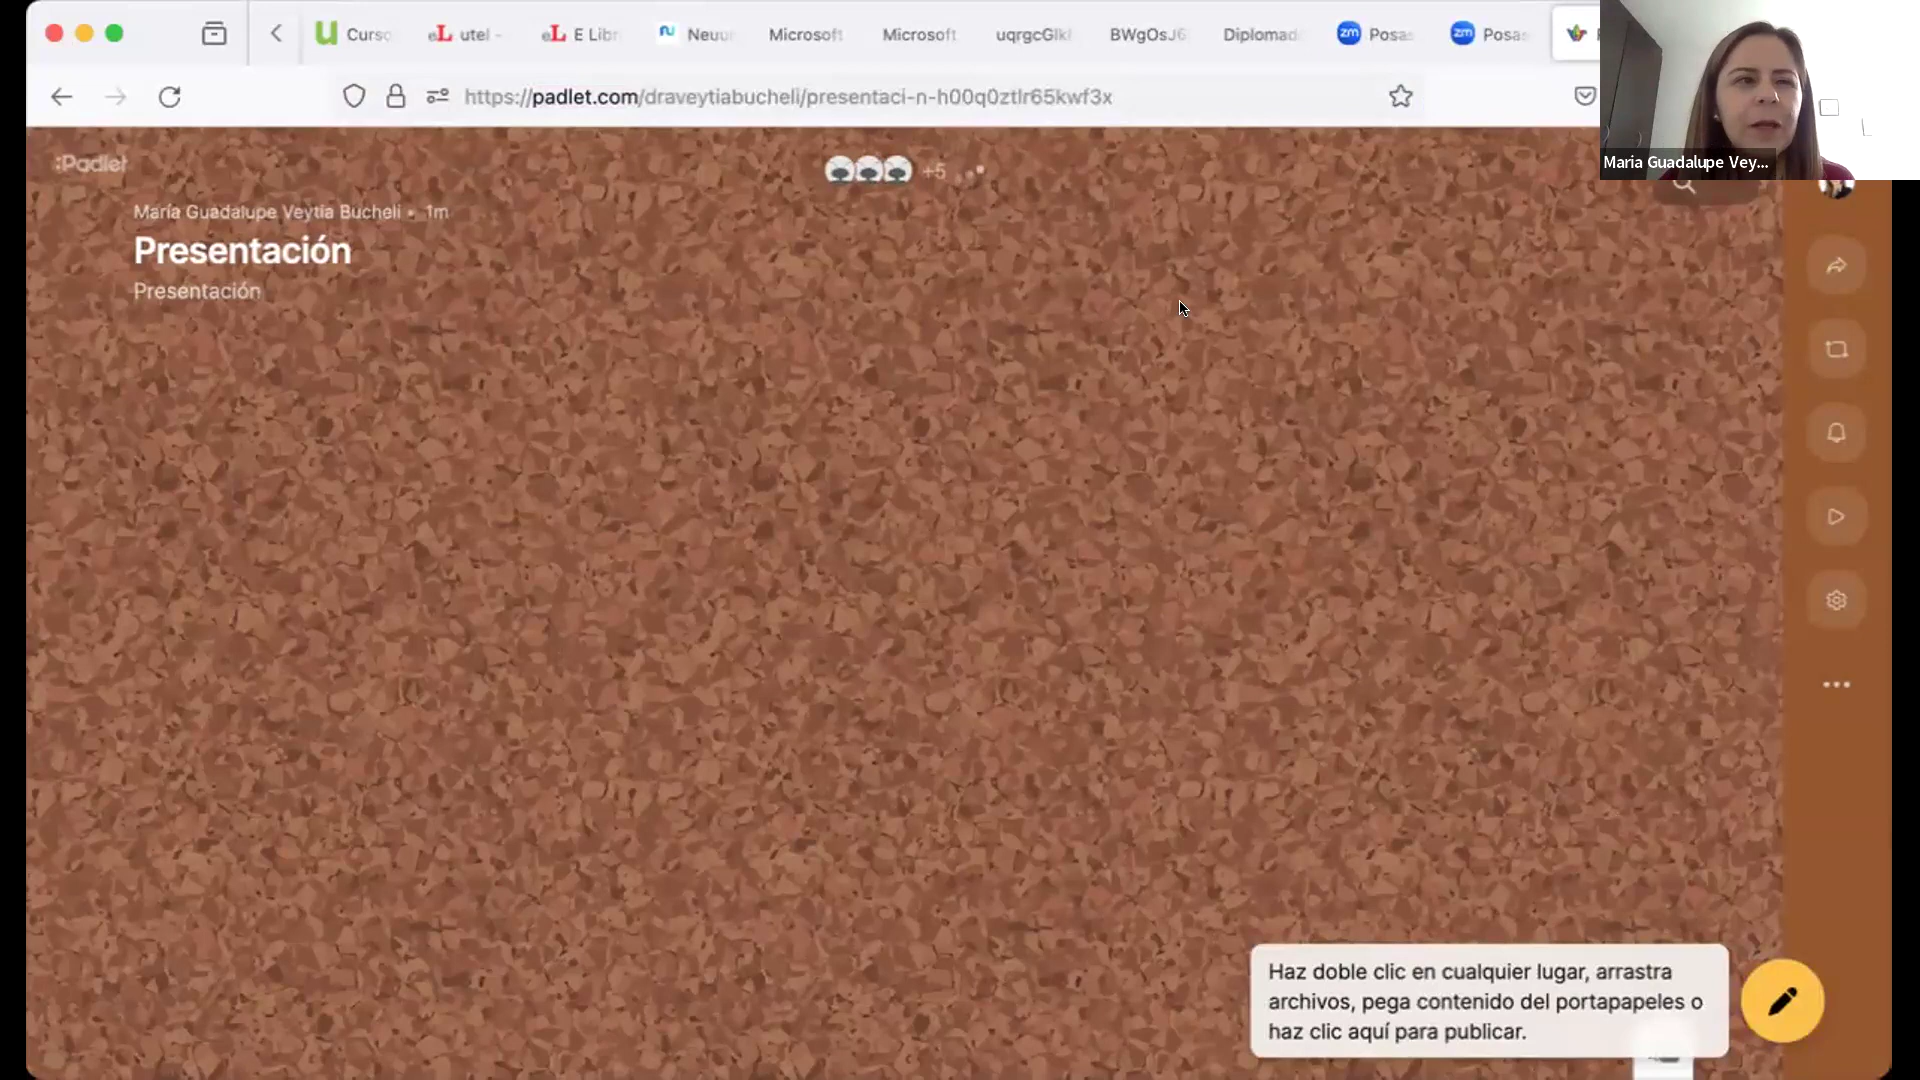 Curso
utel -
E Libr
Neuu
Microsoft
Microsoft
uqrgcGlkl
BWgOsJ6
Diplomad
zm Posa
zm Posa
https://padlet.com/draveytiabucheli/presentaci-n-h00q0ztlr65kwf3x
Maria Guadalupe Vey...
:Padlet
+5
María Guadalupe Veytia Bucheli • 1m
Presentación
Presentación
Haz doble clic en cualquier lugar, arrastra
archivos, pega contenido del portapapeles o
haz clic aquí para publicar.